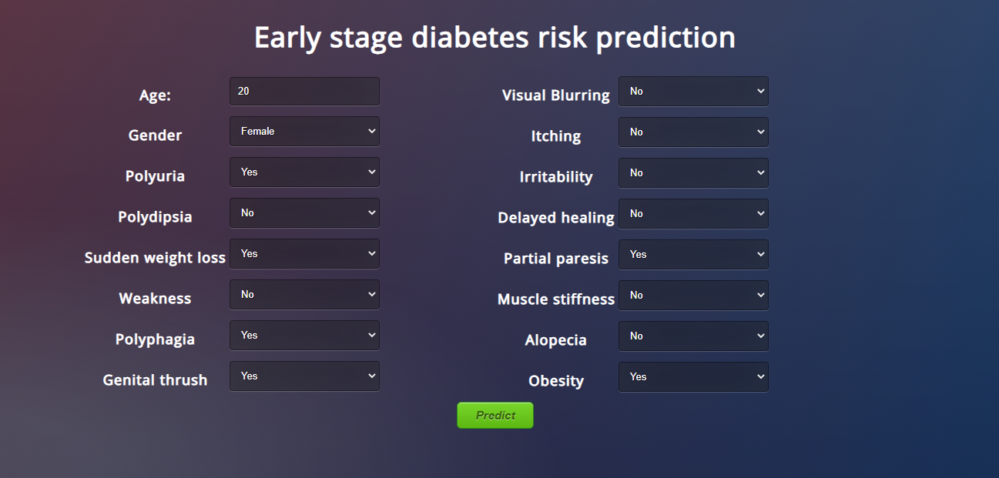 Early stage diabetes risk prediction
Age: 20
Gender Female
Polyuria Yes
Polydipsia No
Sudden weight loss Yes
Weakness No
Polyphagia Yes
Genital thrush Yes
Visual Blurring No
Itching No
Irritability No
Delayed healing No
Partial paresis Yes
Muscle stiffness No
Alopecia No
Obesity Yes
Predict